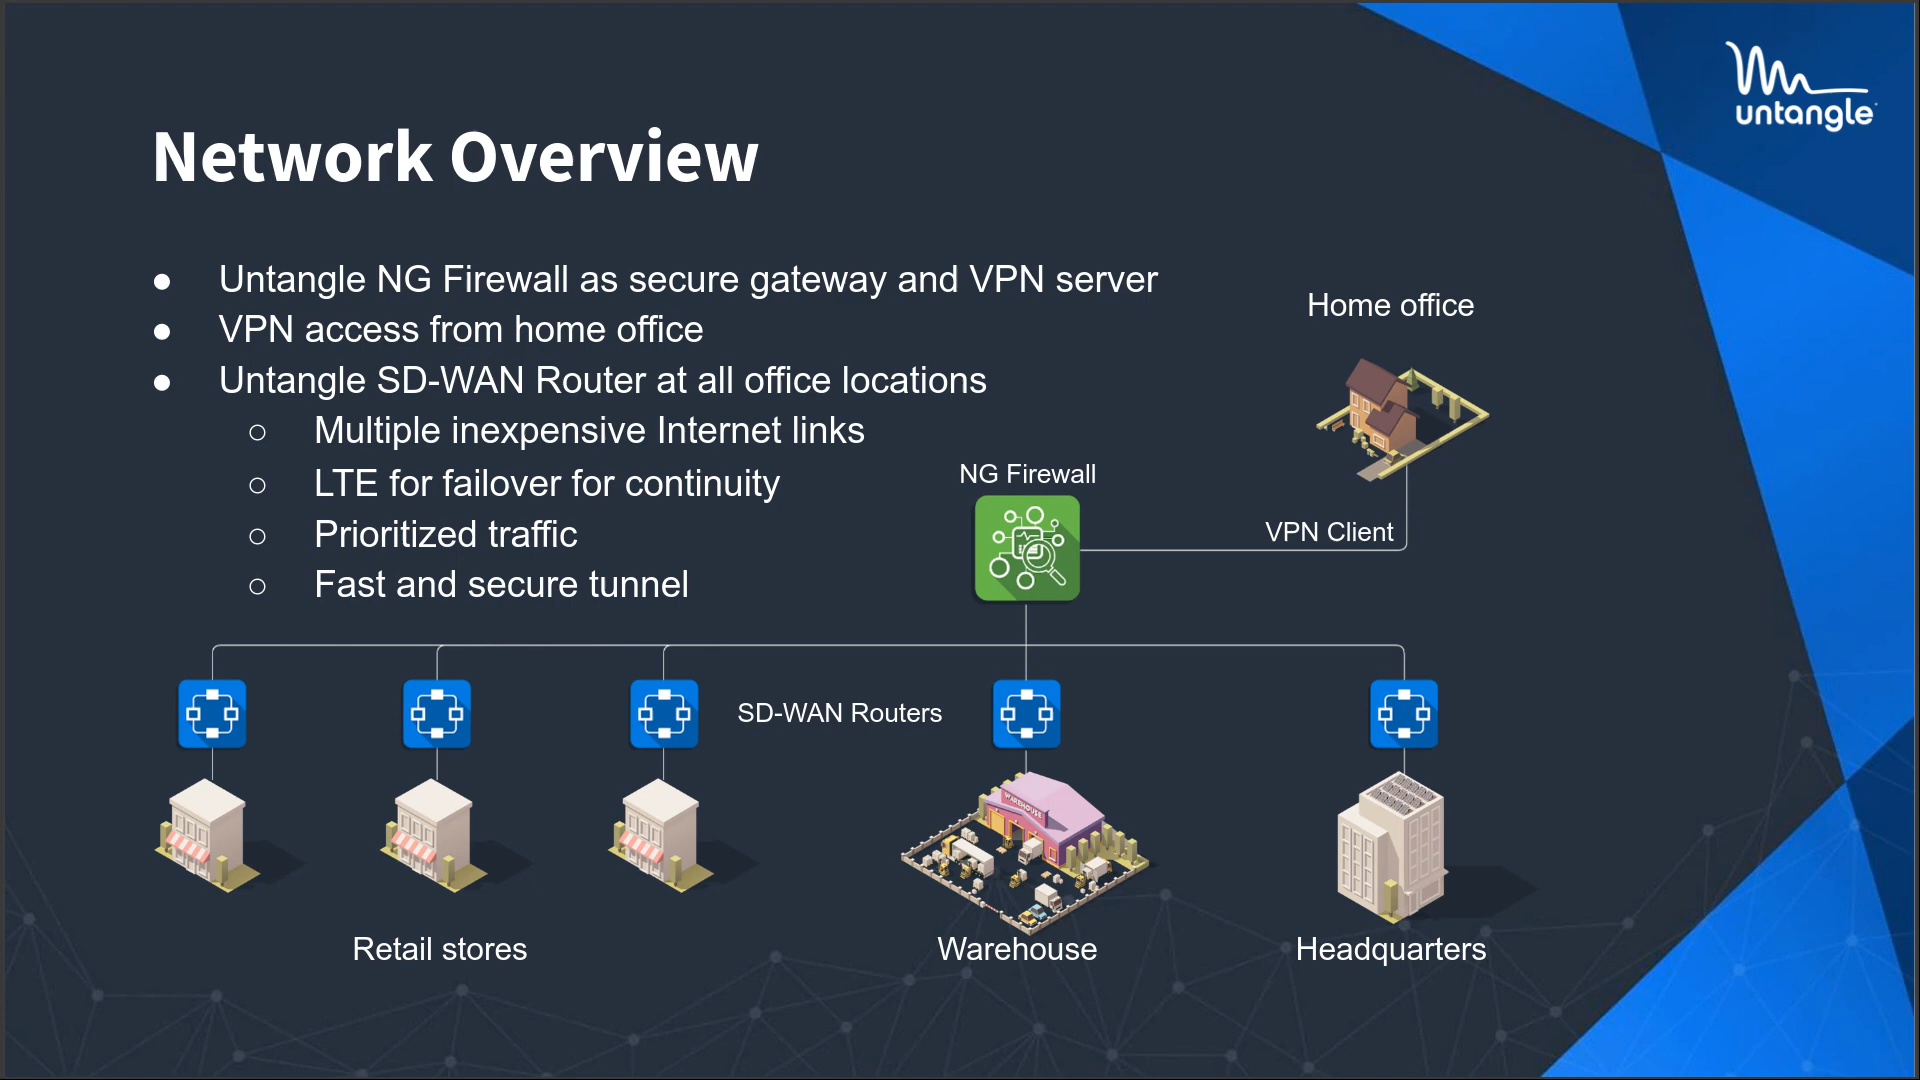 untangle
Network Overview
● Untangle NG Firewall as secure gateway and VPN server
● VPN access from home office
● Untangle SD-WAN Router at all office locations
○ Multiple inexpensive Internet links
○ LTE for failover for continuity
○ Prioritized traffic
○ Fast and secure tunnel
Home office
NG Firewall
VPN Client
SD-WAN Routers
WAREHOUSE
Retail stores
Warehouse
Headquarters